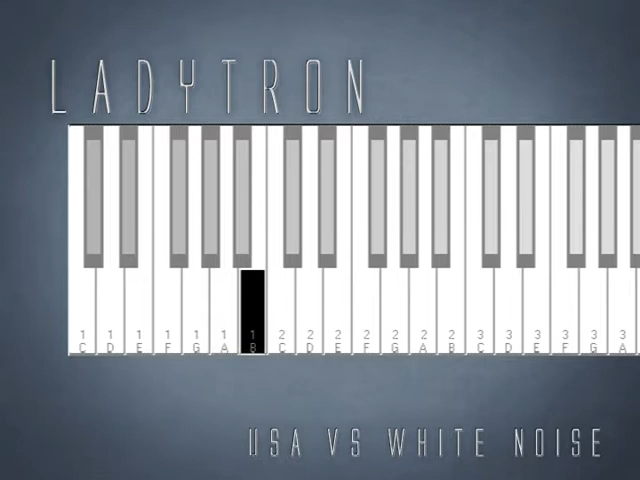 LADYTRON
1 1 1 1 1 1 1 2 2 2 2 2 2 2 3 3 3 3 3 3
C D E F G A B C D E F G A B C D E F G A
USA VS WHITE NOISE